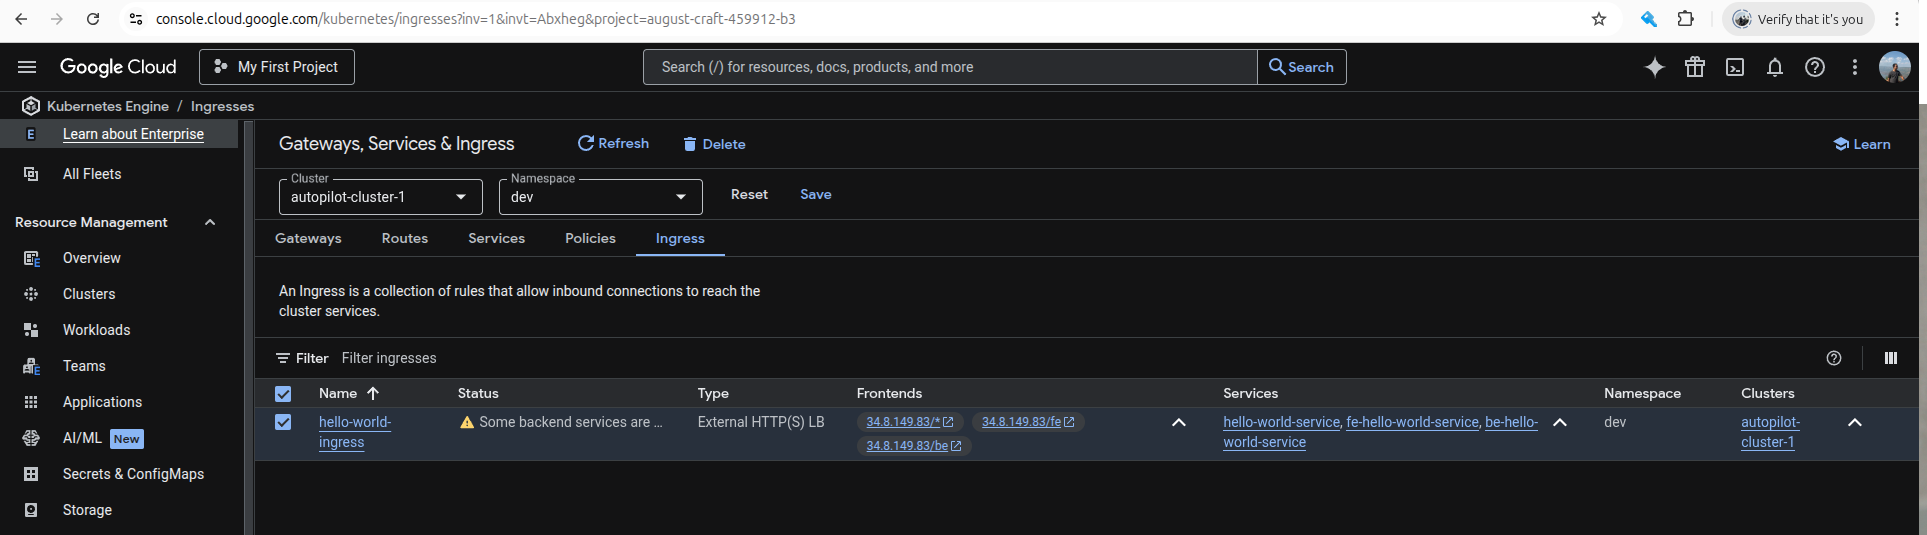 console.cloud.google.com/kubernetes/ingresses?inv=1&invt=Abxheg&project=august-craft-459912-b3
Verify that it's you
Google Cloud
My First Project
Search (/) for resources, docs, products, and more
Search
Kubernetes Engine / Ingresses
E
Learn about Enterprise
All Fleets
Resource Management
Overview
Clusters
Workloads
Teams
Applications
AI/ML New
Secrets & ConfigMaps
Storage
Gateways, Services & Ingress
Refresh
Delete
Learn
Cluster
autopilot-cluster-1
Namespace
dev
Reset
Save
Gateways
Routes
Services
Policies
Ingress
An Ingress is a collection of rules that allow inbound connections to reach the
cluster services.
Filter Filter ingresses
Name Status Type Frontends Services Namespace Clusters
hello-world-
ingress
Some backend services are ...
External HTTP(S) LB
34.8.149.83/* 34.8.149.83/fe
34.8.149.83/be
hello-world-service, fe-hello-world-service, be-hello-
world-service
dev
autopilot-
cluster-1